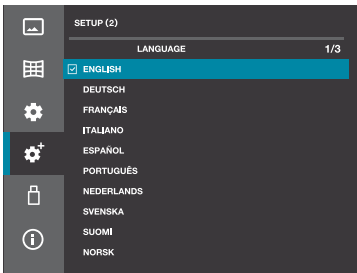 SETUP (2)
LANGUAGE 1/3
ENGLISH
DEUTSCH
FRANÇAIS
ITALIANO
ESPAÑOL
PORTUGUÊS
NEDERLANDS
SVENSKA
SUOMI
NORSK